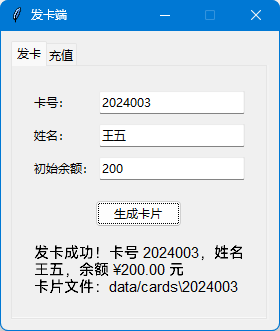 发卡端
发卡 充值
卡号： 2024003
姓名： 王五
初始余额： 200
生成卡片
发卡成功！卡号 2024003，姓名
王五，余额 ¥200.00 元
卡片文件：data/cards\2024003